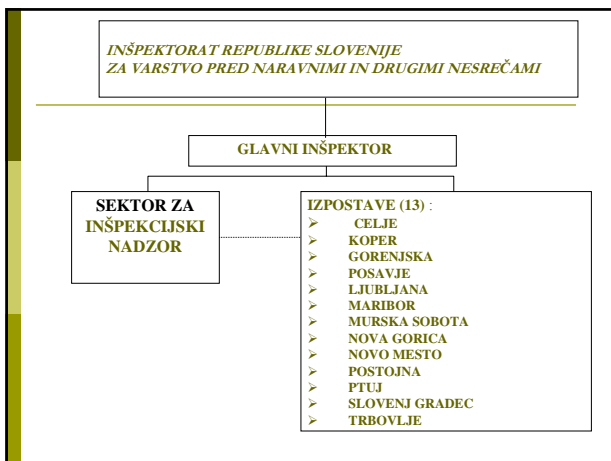 INŠPEKTORAT REPUBLIKE SLOVENIJE
ZA VARSTVO PRED NARAVNIMI IN DRUGIMI NESREČAMI
GLAVNI INŠPEKTOR
SEKTOR ZA
INŠPEKCIJSKI
NADZOR
IZPOSTAVE (13) :
➢ CELJE
➢ KOPER
➢ GORENJSKA
➢ POSAVJE
➢ LJUBLJANA
➢ MARIBOR
➢ MURSKA SOBOTA
➢ NOVA GORICA
➢ NOVO MESTO
➢ POSTOJNA
➢ PTUJ
➢ SLOVENJ GRADEC
➢ TRBOVLJE